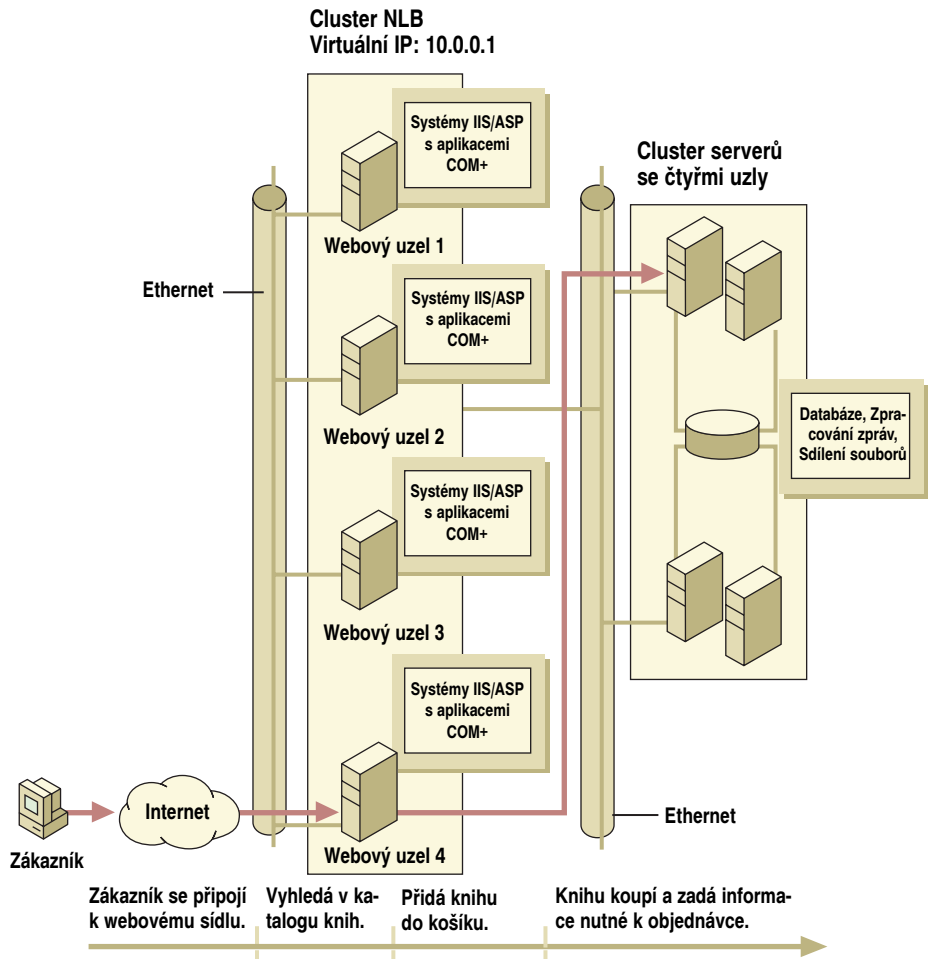 Cluster NLB
Virtuální IP: 10.0.0.1
Systémy IIS/ASP
s aplikacemi
COM+
Webový uzel 1
Cluster serverů
se čtyřmi uzly
Ethernet
Systémy IIS/ASP
s aplikacemi
COM+
Webový uzel 2
Databáze, Zpra-
cování zpráv,
Sdílení souborů
Systémy IIS/ASP
s aplikacemi
COM+
Webový uzel 3
Systémy IIS/ASP
s aplikacemi
COM+
Webový uzel 4
Internet
Zákazník
Ethernet
Zákazník se připojí
k webovému sídlu.
Vyhledá v ka-
talogu knih.
Přidá knihu
do košíku.
Knihu koupí a zadá informa-
ce nutné k objednávce.